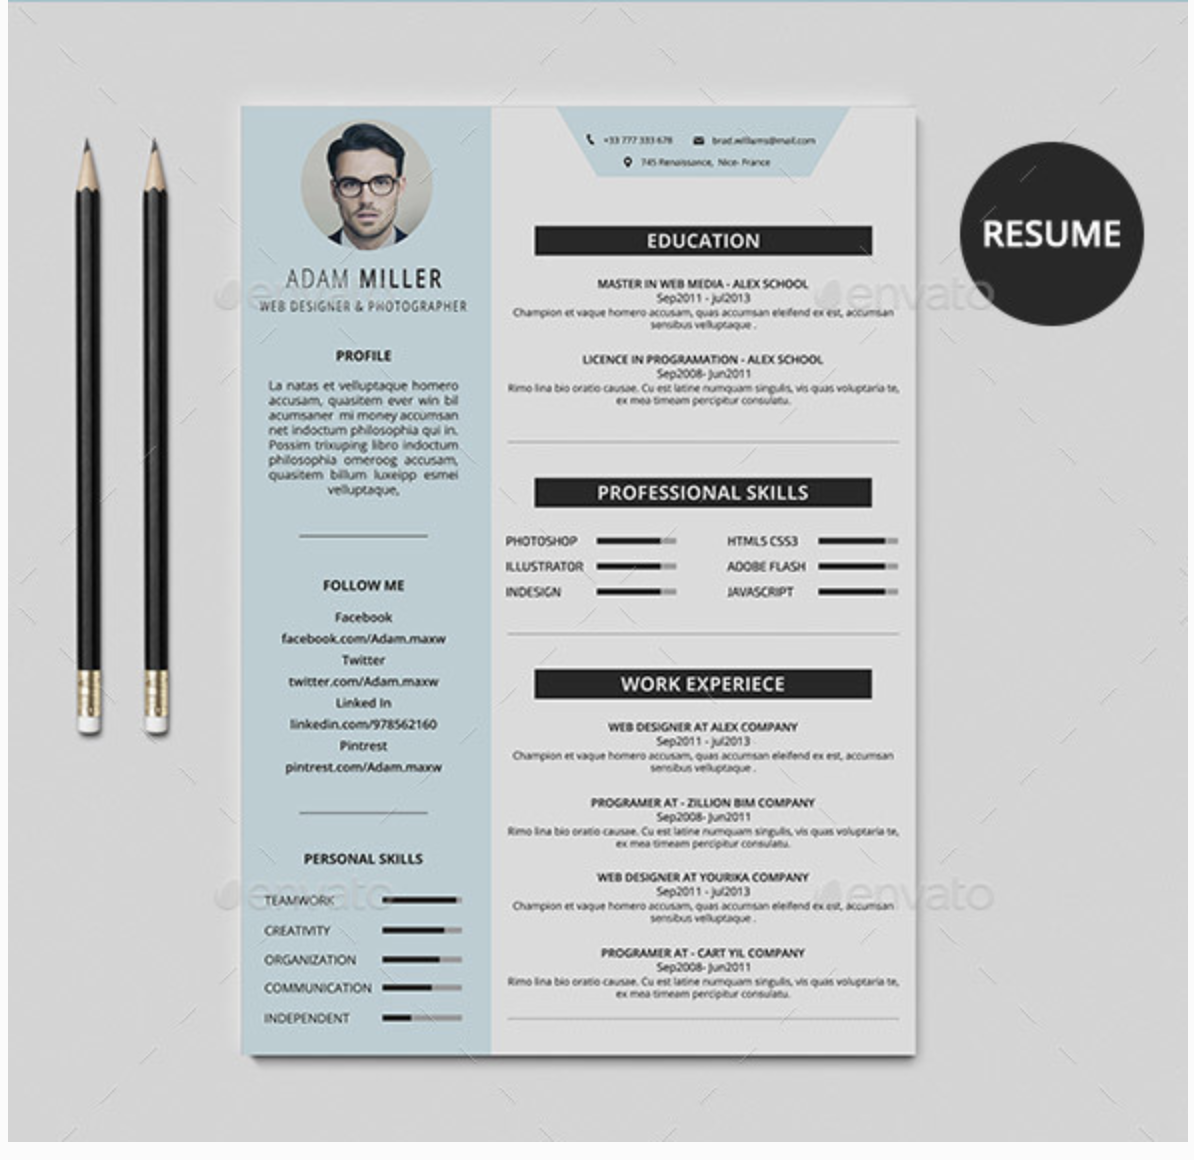 ADAM MILLER
WEB DESIGNER & PHOTOGRAPHER
PROFILE
La natas et velluptaque homero
accusam, quasitem ever win bil
acumsaner mi money accumsan
net indoctum philosophia qui in.
Possim trixuping libro indoctum
philosophia omeroog accusam,
quasitem billum luxeipp esmei
velluptaque,
FOLLOW ME
Facebook
facebook.com/Adam.maxw
Twitter
twitter.com/Adam.maxw
Linked In
linkedin.com/978562160
Pintrest
pintrest.com/Adam.maxw
PERSONAL SKILLS
TEAMWORK
CREATIVITY
ORGANIZATION
COMMUNICATION
INDEPENDENT
+33 777 333 678 brad.williams@mail.com
745 Renaissance, Nice- France
EDUCATION
MASTER IN WEB MEDIA - ALEX SCHOOL
Sep2011 - jul2013
Champion et vaque homero accusam, quas accumsan eleifend ex est, accumsan
sensibus velluptaque .
LICENCE IN PROGRAMATION - ALEX SCHOOL
Sep2008- Jun2011
Rimo lina bio oratio causae. Cu est latine numquam singulis, vis quas voluptaria te,
ex mea timeam percipitur consulatu.
PROFESSIONAL SKILLS
PHOTOSHOP HTML5 CSS3
ILLUSTRATOR ADOBE FLASH
INDESIGN JAVASCRIPT
WORK EXPERIECE
WEB DESIGNER AT ALEX COMPANY
Sep2011 - jul2013
Champion et vaque homero accusam, quas accumsan eleifend ex est, accumsan
sensibus velluptaque .
PROGRAMER AT - ZILLION BIM COMPANY
Sep2008- Jun2011
Rimo lina bio oratio causae. Cu est latine numquam singulis, vis quas voluptaria te,
ex mea timeam percipitur consulatu.
WEB DESIGNER AT YOURIKA COMPANY
Sep2011 - jul2013
Champion et vaque homero accusam, quas accumsan eleifend ex est, accumsan
sensibus velluptaque .
PROGRAMER AT - CART YIL COMPANY
Sep2008- Jun2011
Rimo lina bio oratio causae. Cu est latine numquam singulis, vis quas voluptaria te,
ex mea timeam percipitur consulatu.
RESUME
envato
envato
envato
envato